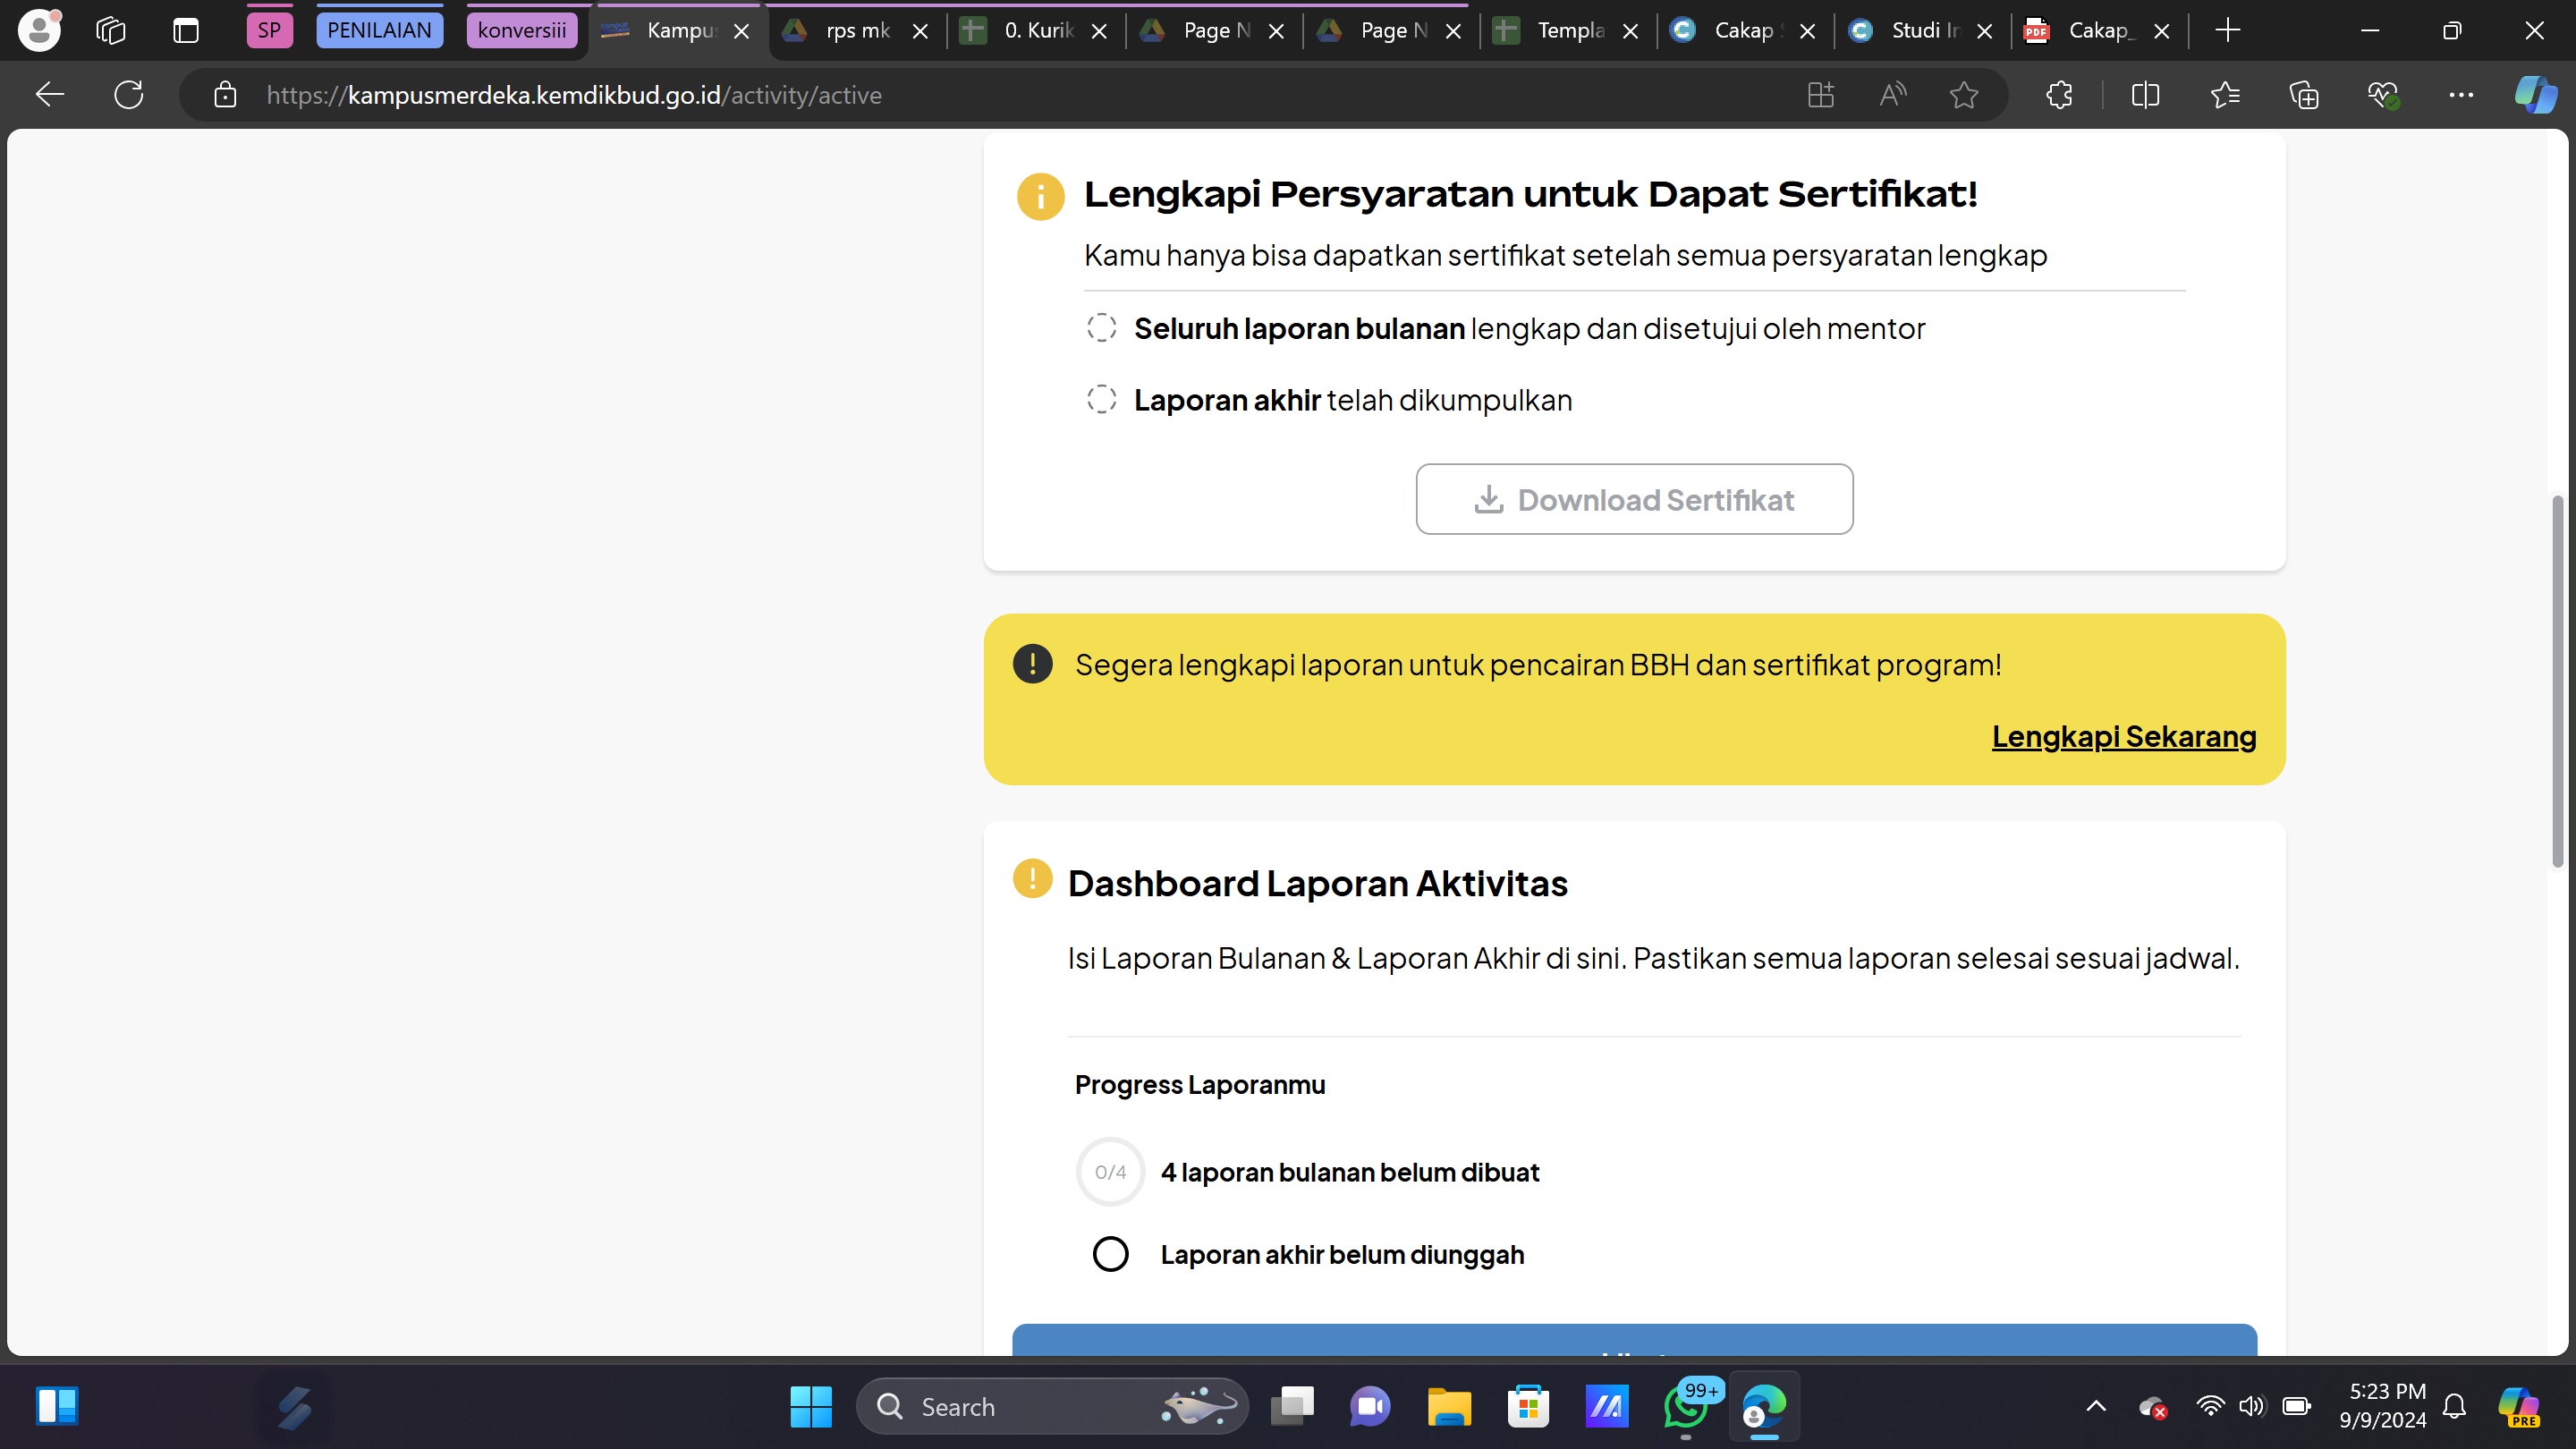 SP
PENILAIAN
konversiii
Kampus
rps mk
0. Kurik
Page N
Page N
Templa
Cakap
Studi In
Cakap_
https://kampusmerdeka.kemdikbud.go.id/activity/active
Lengkapi Persyaratan untuk Dapat Sertifikat!
Kamu hanya bisa dapatkan sertifikat setelah semua persyaratan lengkap
Seluruh laporan bulanan lengkap dan disetujui oleh mentor
Laporan akhir telah dikumpulkan
Download Sertifikat
Segera lengkapi laporan untuk pencairan BBH dan sertifikat program!
Lengkapi Sekarang
Dashboard Laporan Aktivitas
Isi Laporan Bulanan & Laporan Akhir di sini. Pastikan semua laporan selesai sesuai jadwal.
Progress Laporanmu
0/4
4 laporan bulanan belum dibuat
Laporan akhir belum diunggah
Search
99+
5:23 PM
9/9/2024
PRE